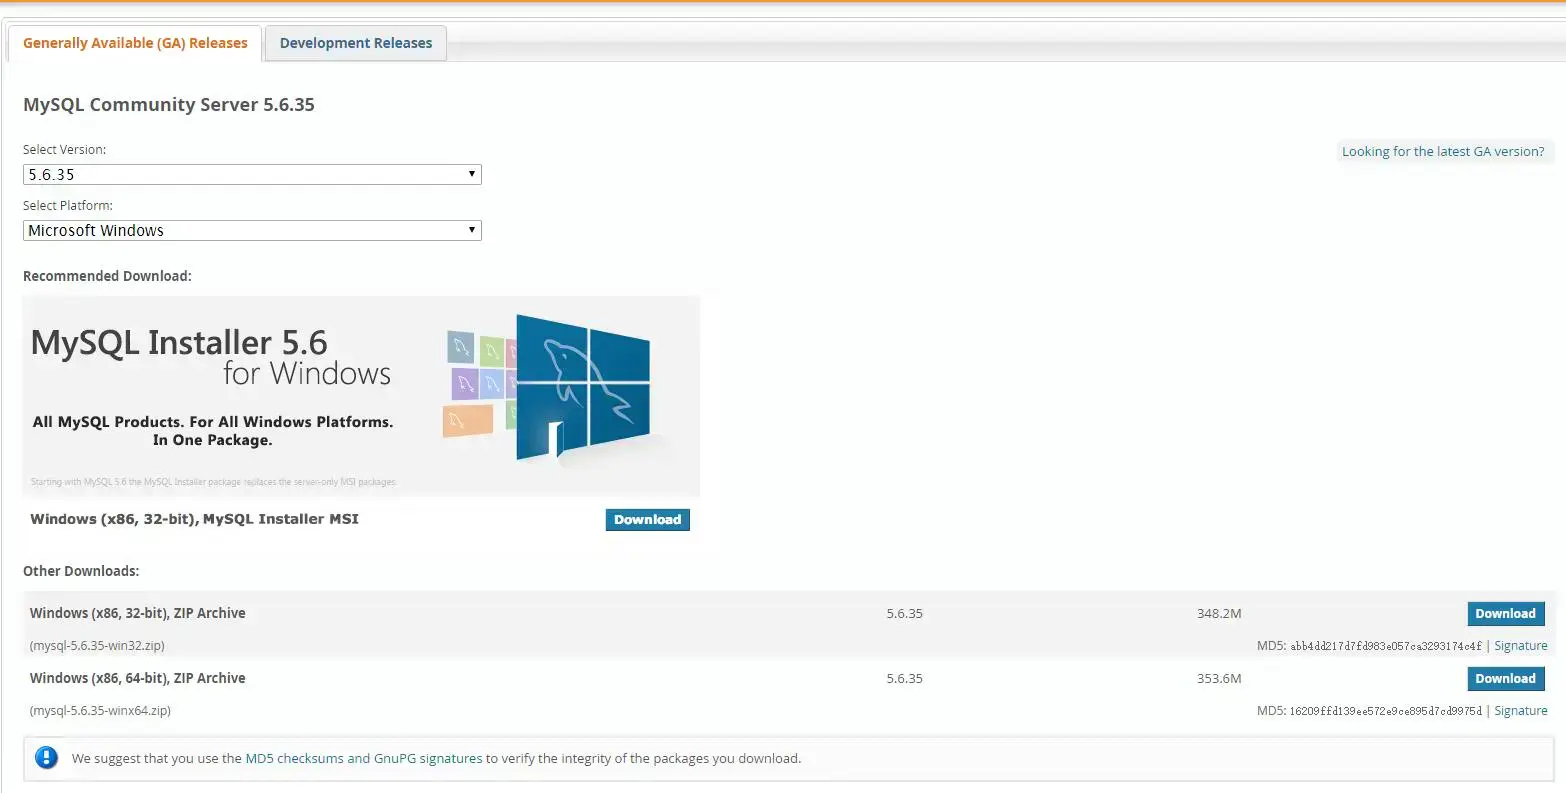 Generally Available (GA) Releases
Development Releases
MySQL Community Server 5.6.35
Select Version:
5.6.35
Looking for the latest GA version?
Select Platform:
Microsoft Windows
Recommended Download:
MySQL Installer 5.6
for Windows
All MySQL Products. For All Windows Platforms.
In One Package.
Starting with MySQL 5.6 the MySQL Installer package replaces the server-only MSI packages.
Windows (x86, 32-bit), MySQL Installer MSI
Download
Other Downloads:
Windows (x86, 32-bit), ZIP Archive 5.6.35 348.2M Download
(mysql-5.6.35-win32.zip) MD5: abb4dd217d7fd983e057ca3293174c4f | Signature
Windows (x86, 64-bit), ZIP Archive 5.6.35 353.6M Download
(mysql-5.6.35-winx64.zip) MD5: 16209ffd139ee572e9ce895d7cd9975d | Signature
We suggest that you use the MD5 checksums and GnuPG signatures to verify the integrity of the packages you download.